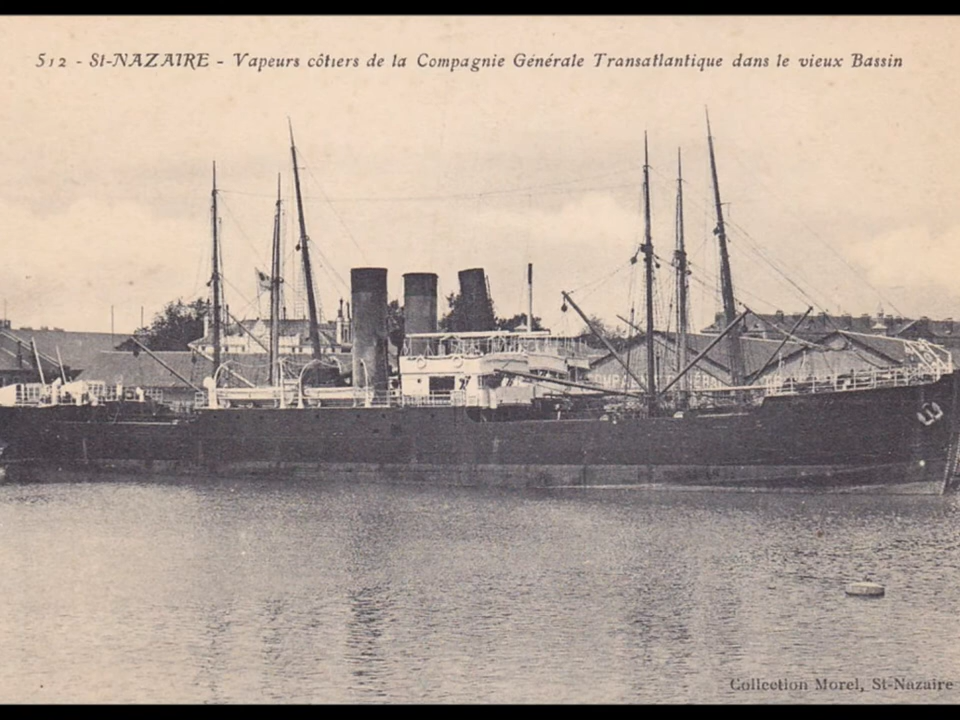 512 - St-NAZAIRE - Vapeurs côtiers de la Compagnie Générale Transatlantique dans le vieux Bassin
Collection Morel, St-Nazaire